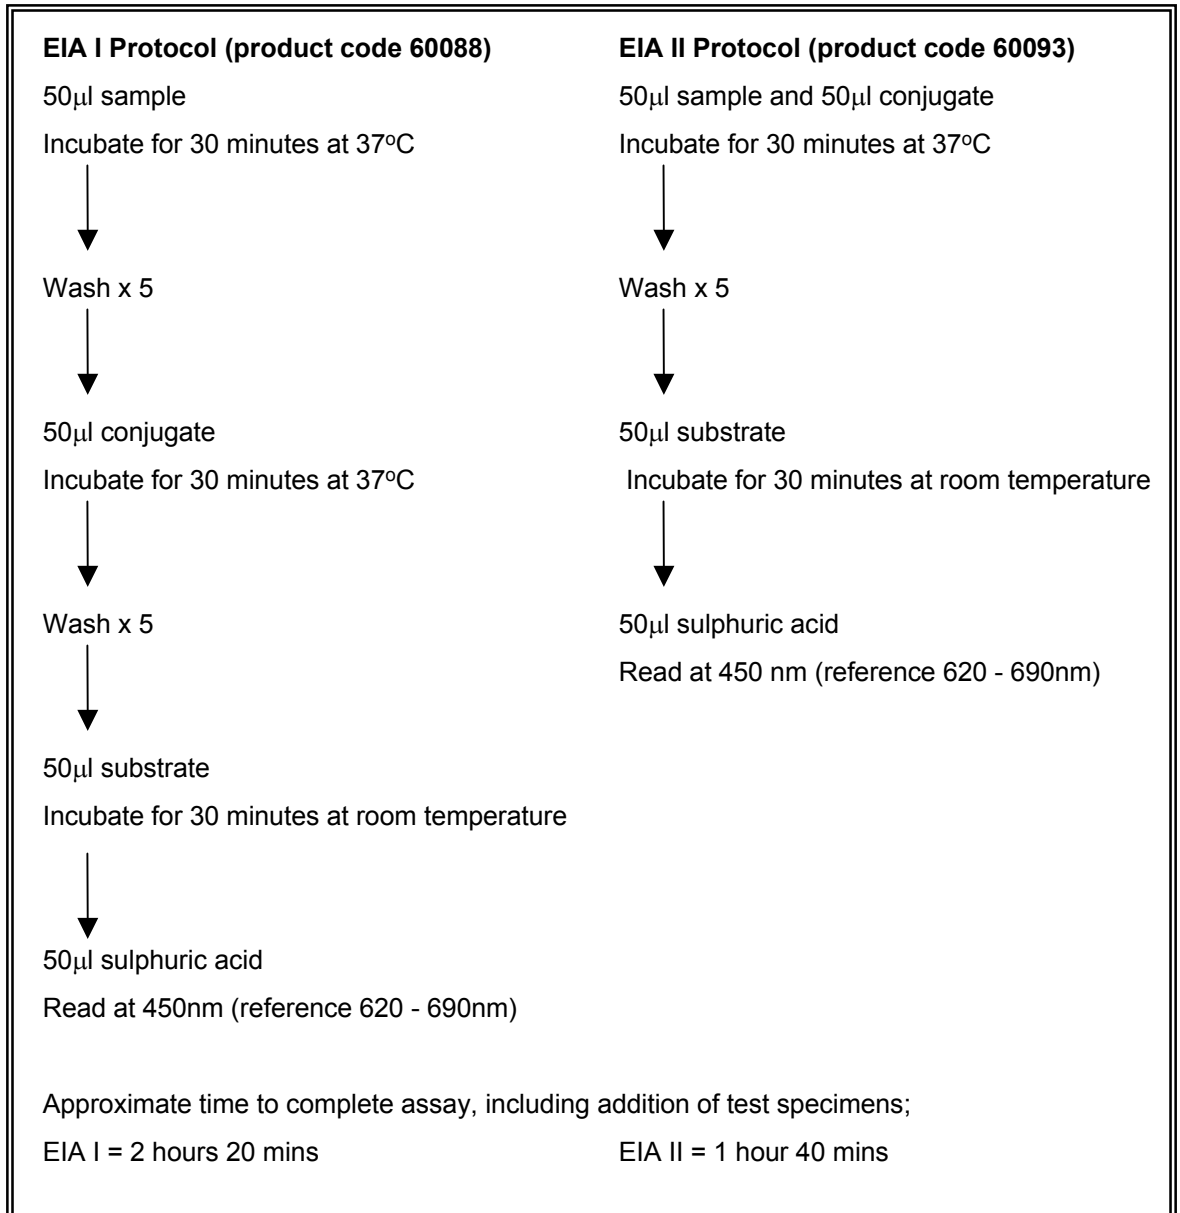 EIA I Protocol (product code 60088)
50μl sample
Incubate for 30 minutes at 37ºC
Wash x 5
50μl conjugate
Incubate for 30 minutes at 37ºC
Wash x 5
50μl substrate
Incubate for 30 minutes at room temperature
50μl sulphuric acid
Read at 450nm (reference 620 - 690nm)
EIA II Protocol (product code 60093)
50μl sample and 50μl conjugate
Incubate for 30 minutes at 37ºC
Wash x 5
50μl substrate
Incubate for 30 minutes at room temperature
50μl sulphuric acid
Read at 450 nm (reference 620 - 690nm)
Approximate time to complete assay, including addition of test specimens;
EIA I = 2 hours 20 mins
EIA II = 1 hour 40 mins